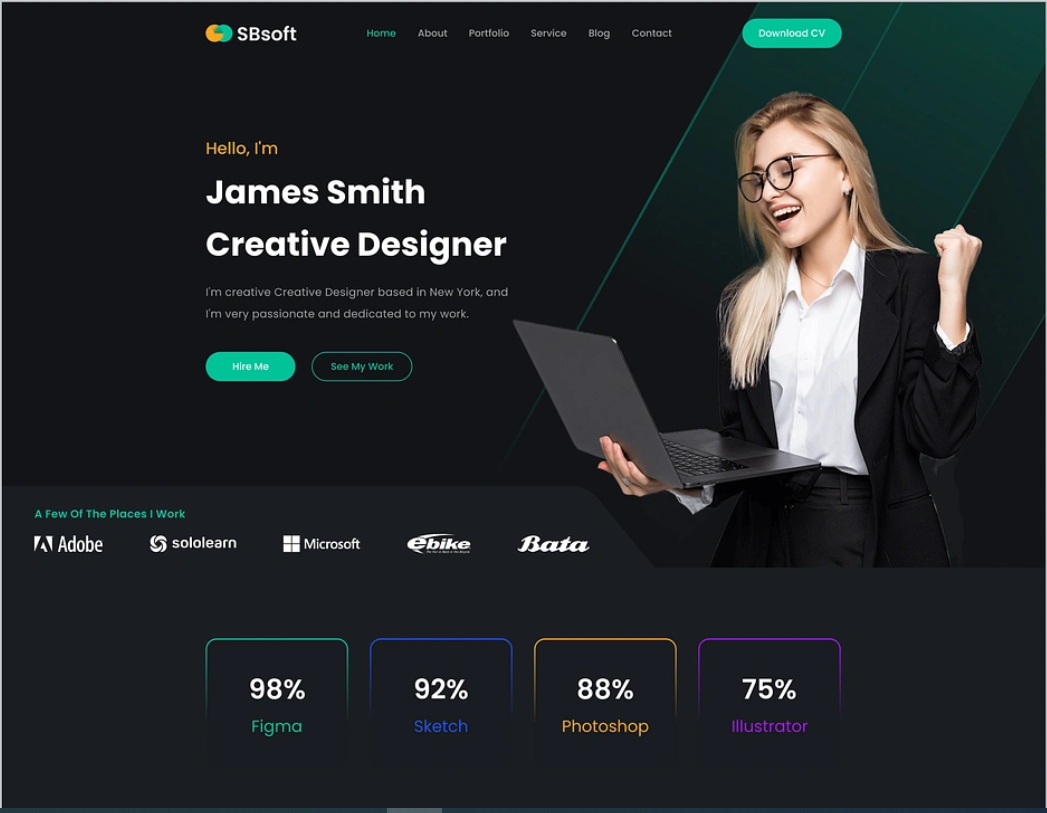 SBsoft
Home About Portfolio Service Blog Contact
Download CV
Hello, I'm
James Smith
Creative Designer
I'm creative Creative Designer based in New York, and
I'm very passionate and dedicated to my work.
Hire Me
See My Work
A Few Of The Places I Work
Adobe
sololearn
Microsoft
ebike
Bata
98%
Figma
92%
Sketch
88%
Photoshop
75%
Illustrator